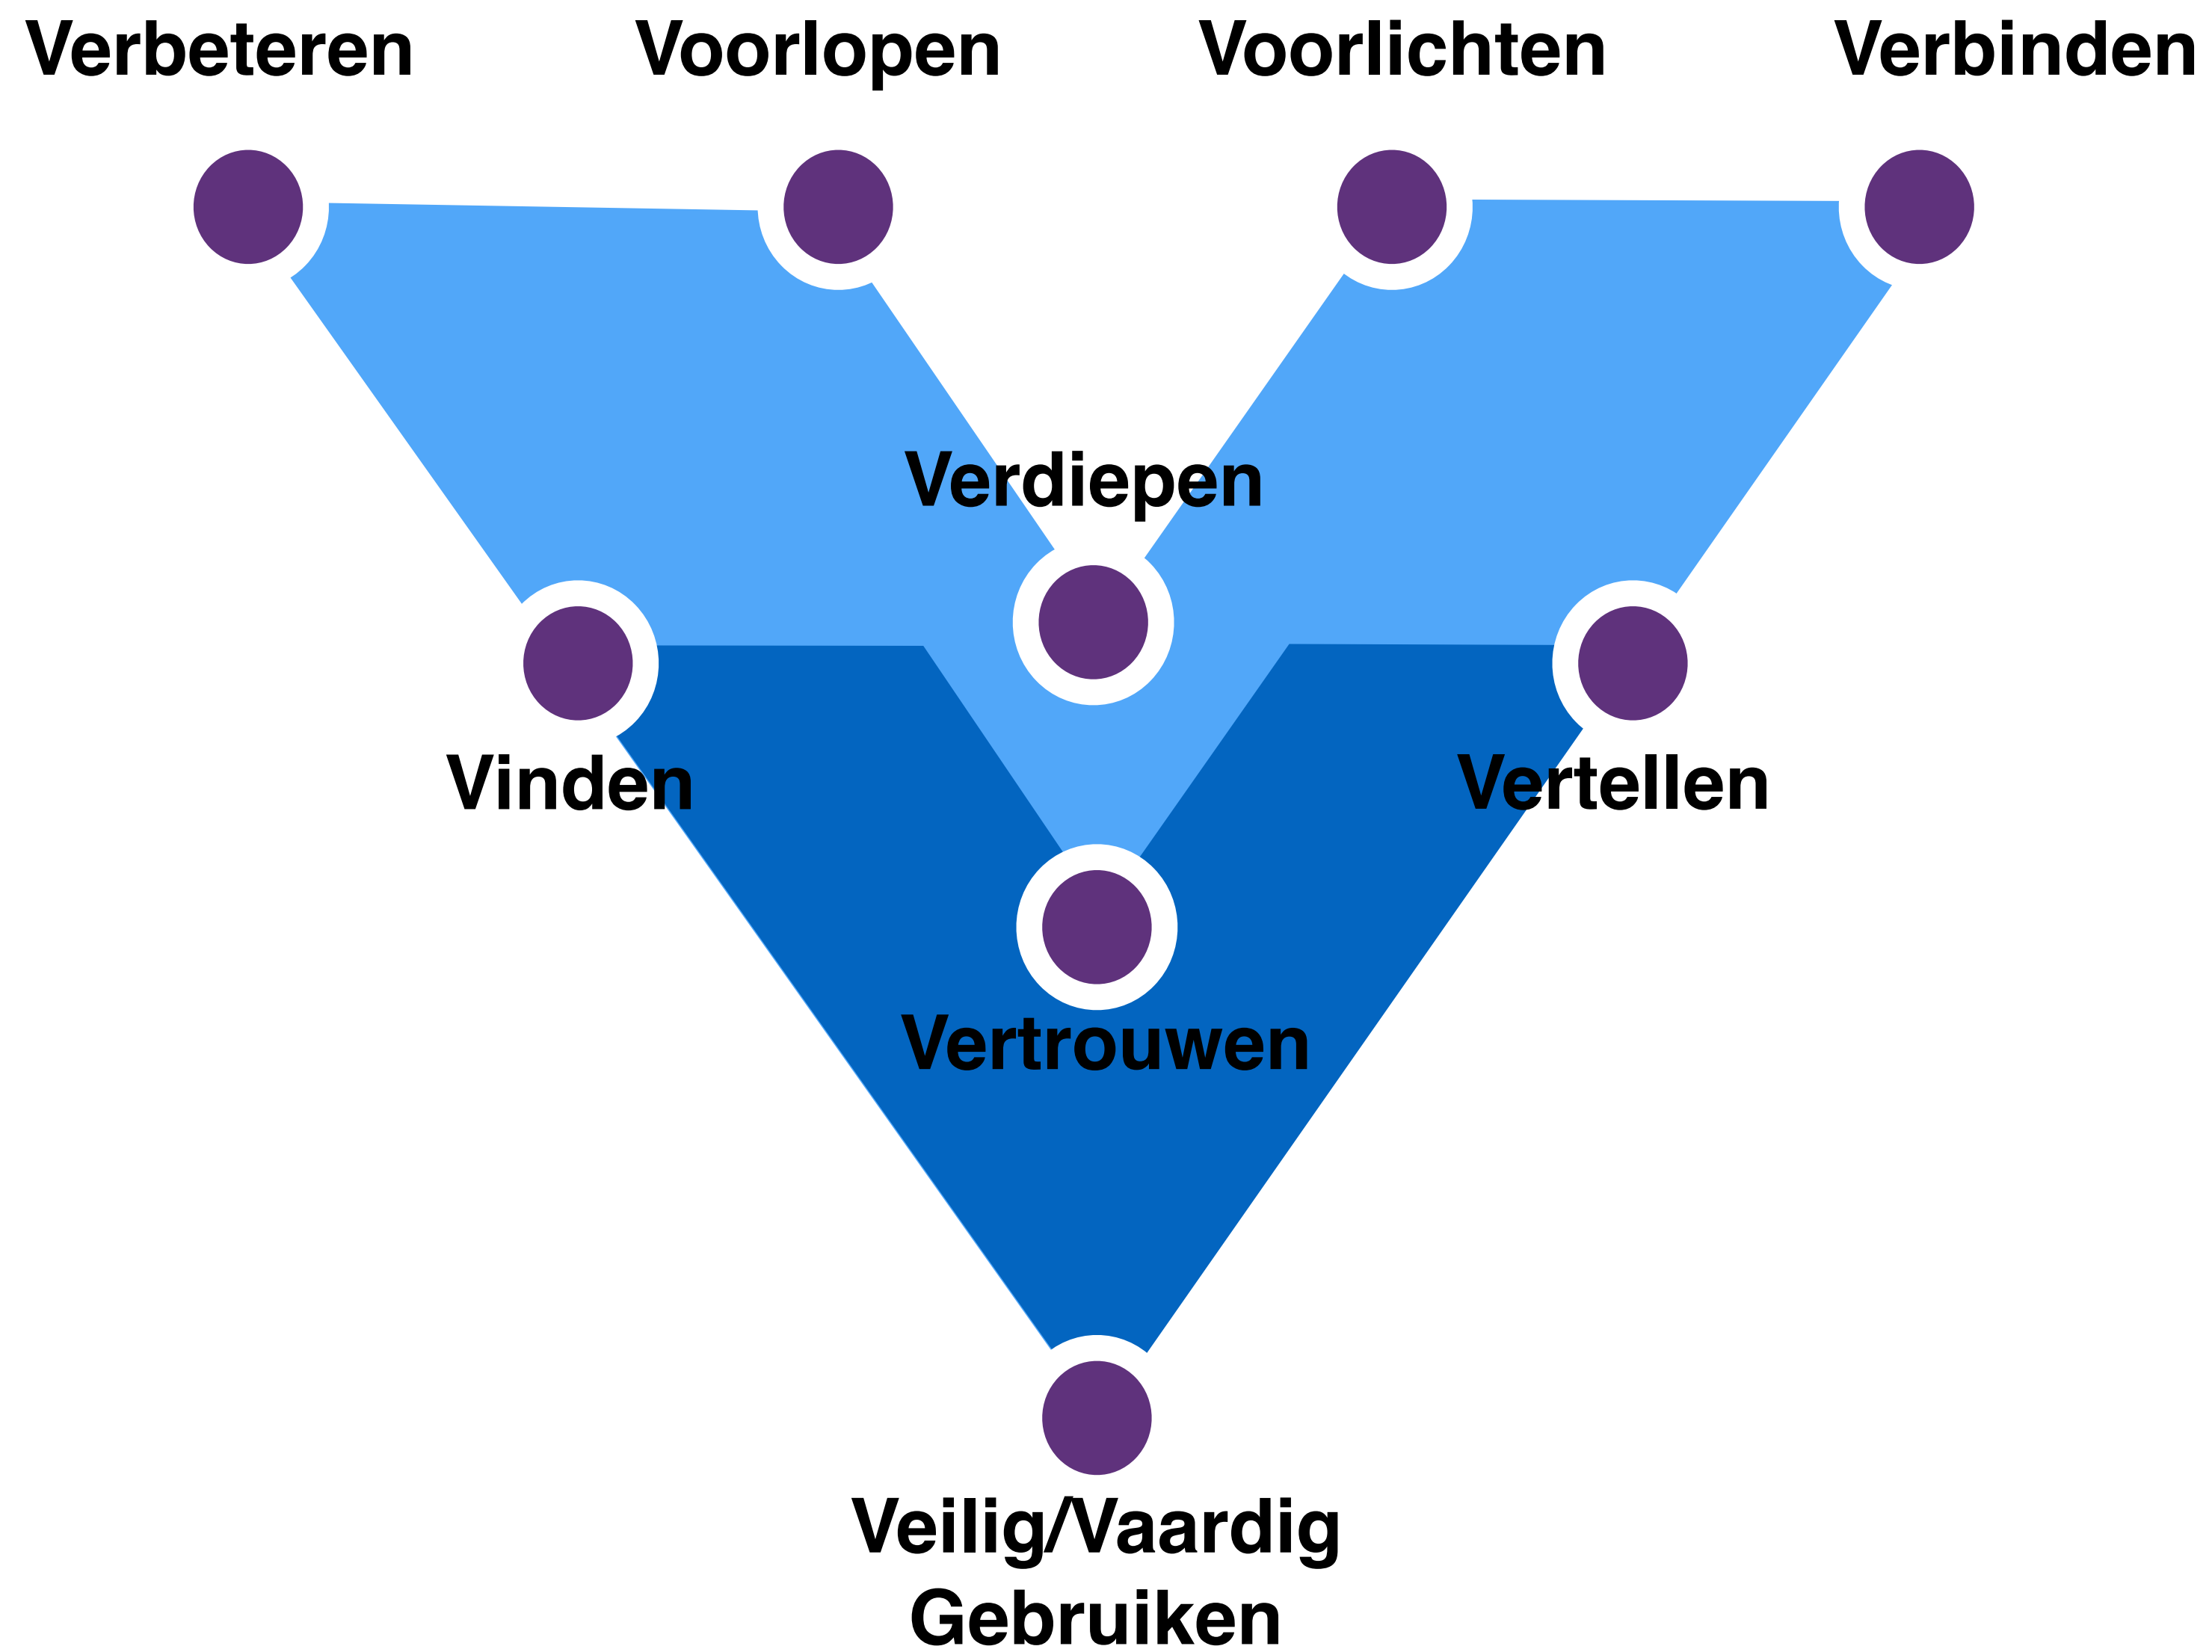 Verbeteren
Voorlopen
Voorlichten
Verbinden
Verdiepen
Vinden
Vertellen
Vertrouwen
Veilig/Vaardig
Gebruiken